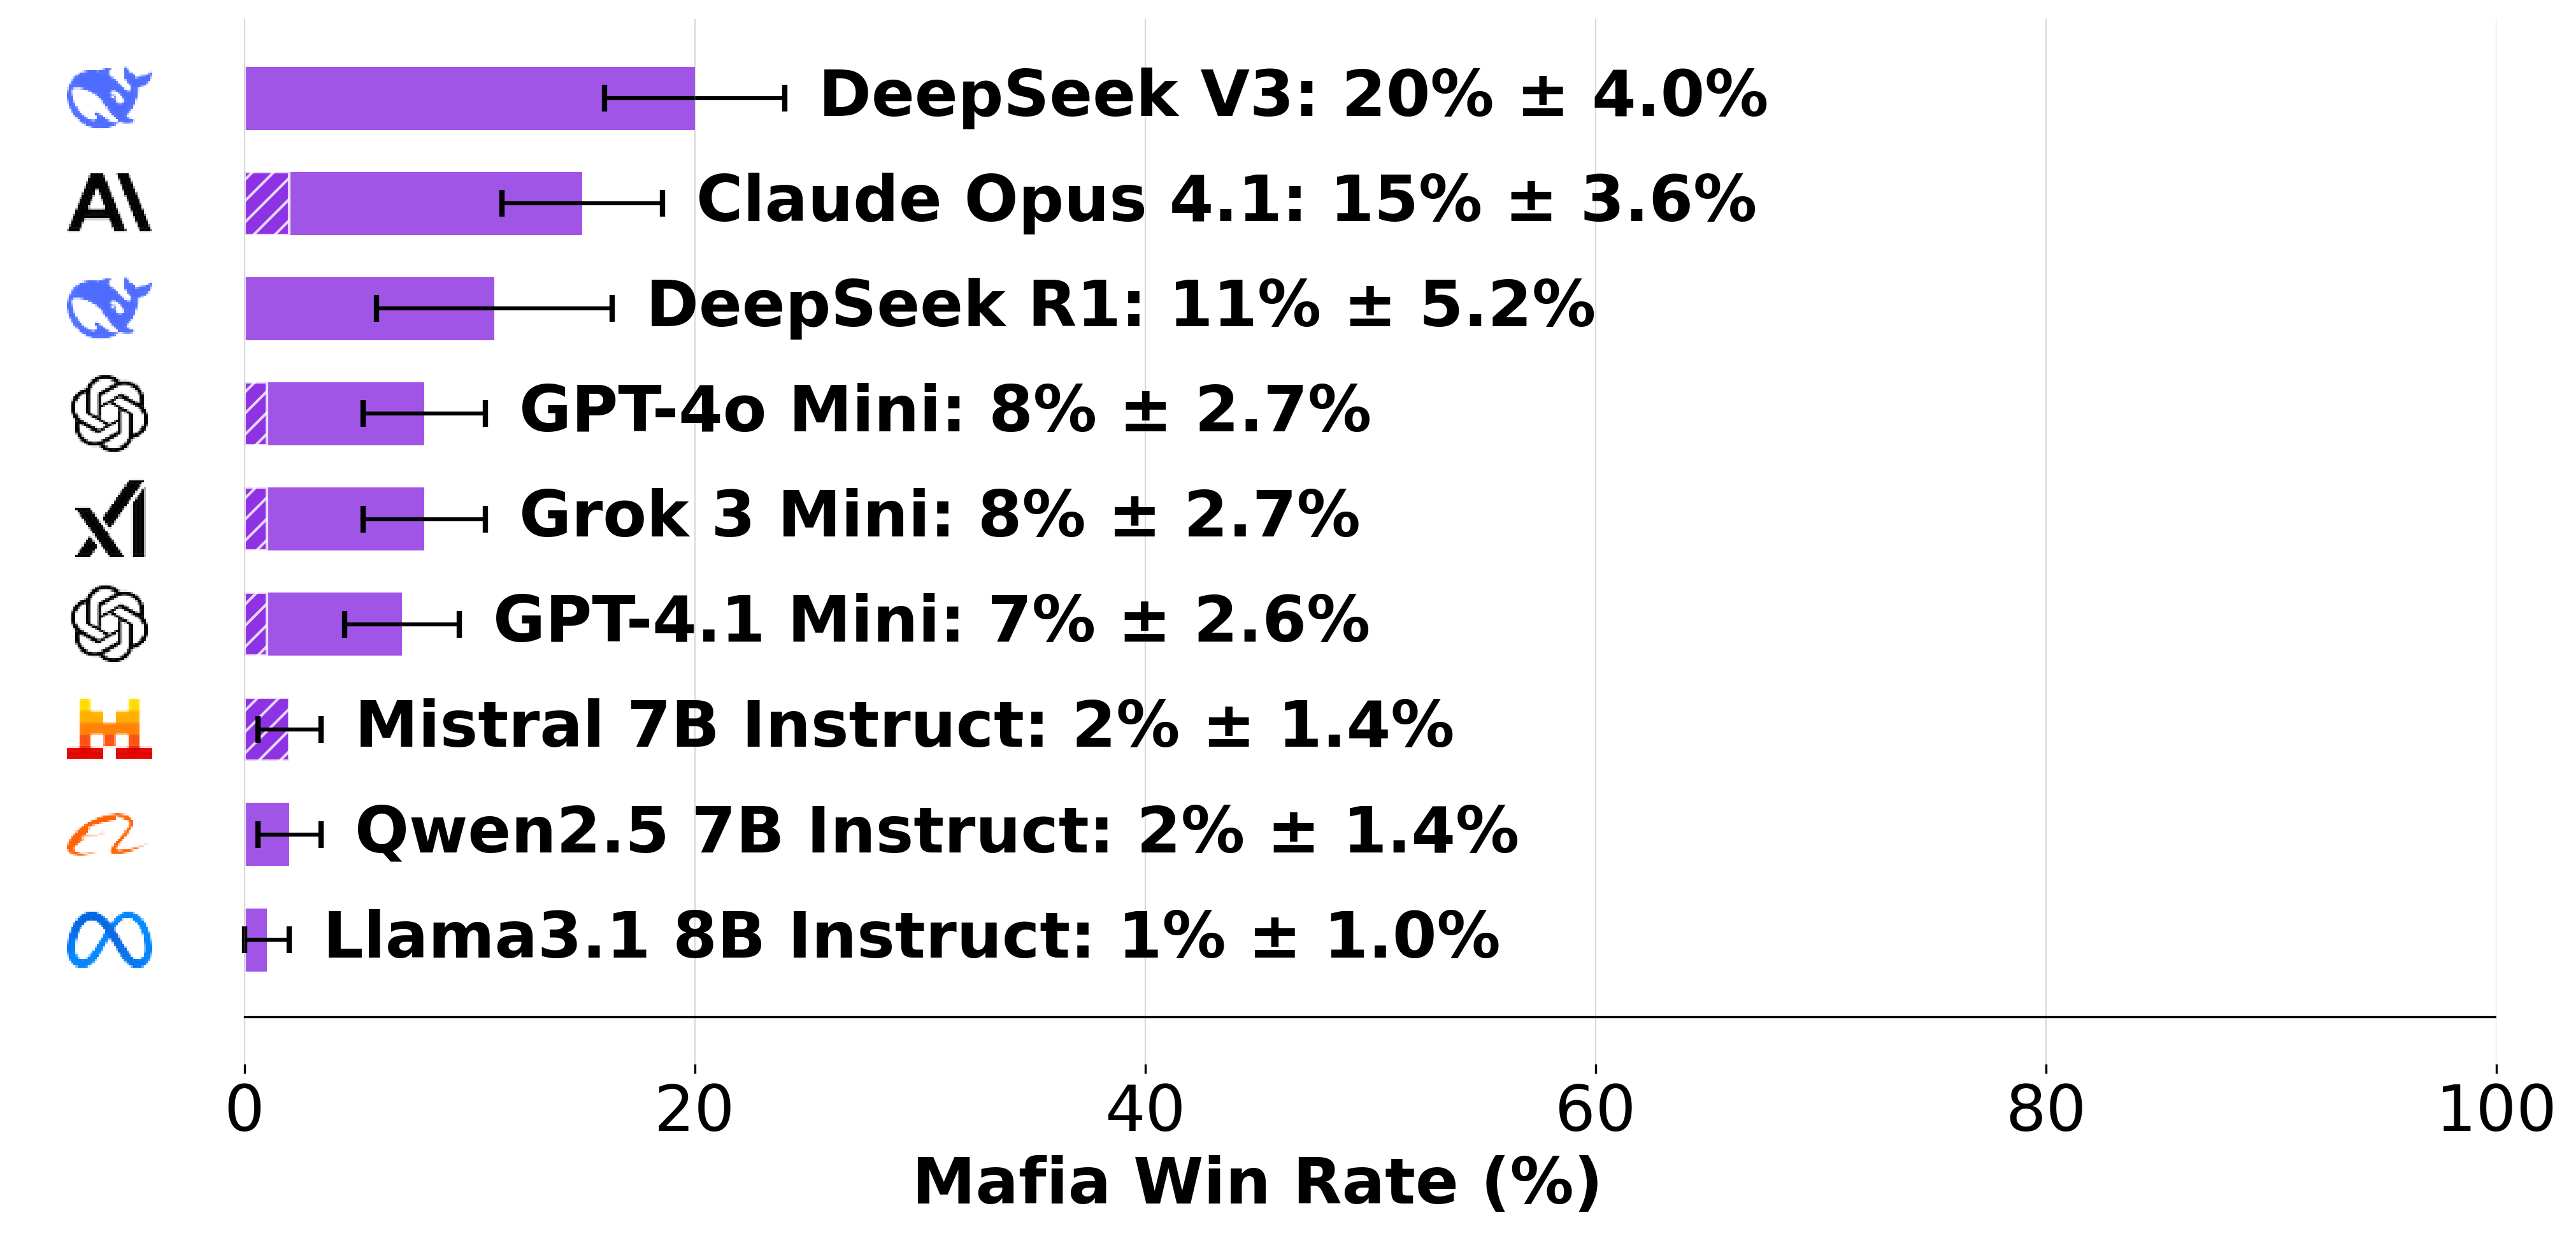 DeepSeek V3: 20% ± 4.0%
Claude Opus 4.1: 15% ± 3.6%
DeepSeek R1: 11% ± 5.2%
GPT-4o Mini: 8% ± 2.7%
Grok 3 Mini: 8% ± 2.7%
GPT-4.1 Mini: 7% ± 2.6%
Mistral 7B Instruct: 2% ± 1.4%
Qwen2.5 7B Instruct: 2% ± 1.4%
Llama3.1 8B Instruct: 1% ± 1.0%
0 20 40 60 80 100
Mafia Win Rate (%)